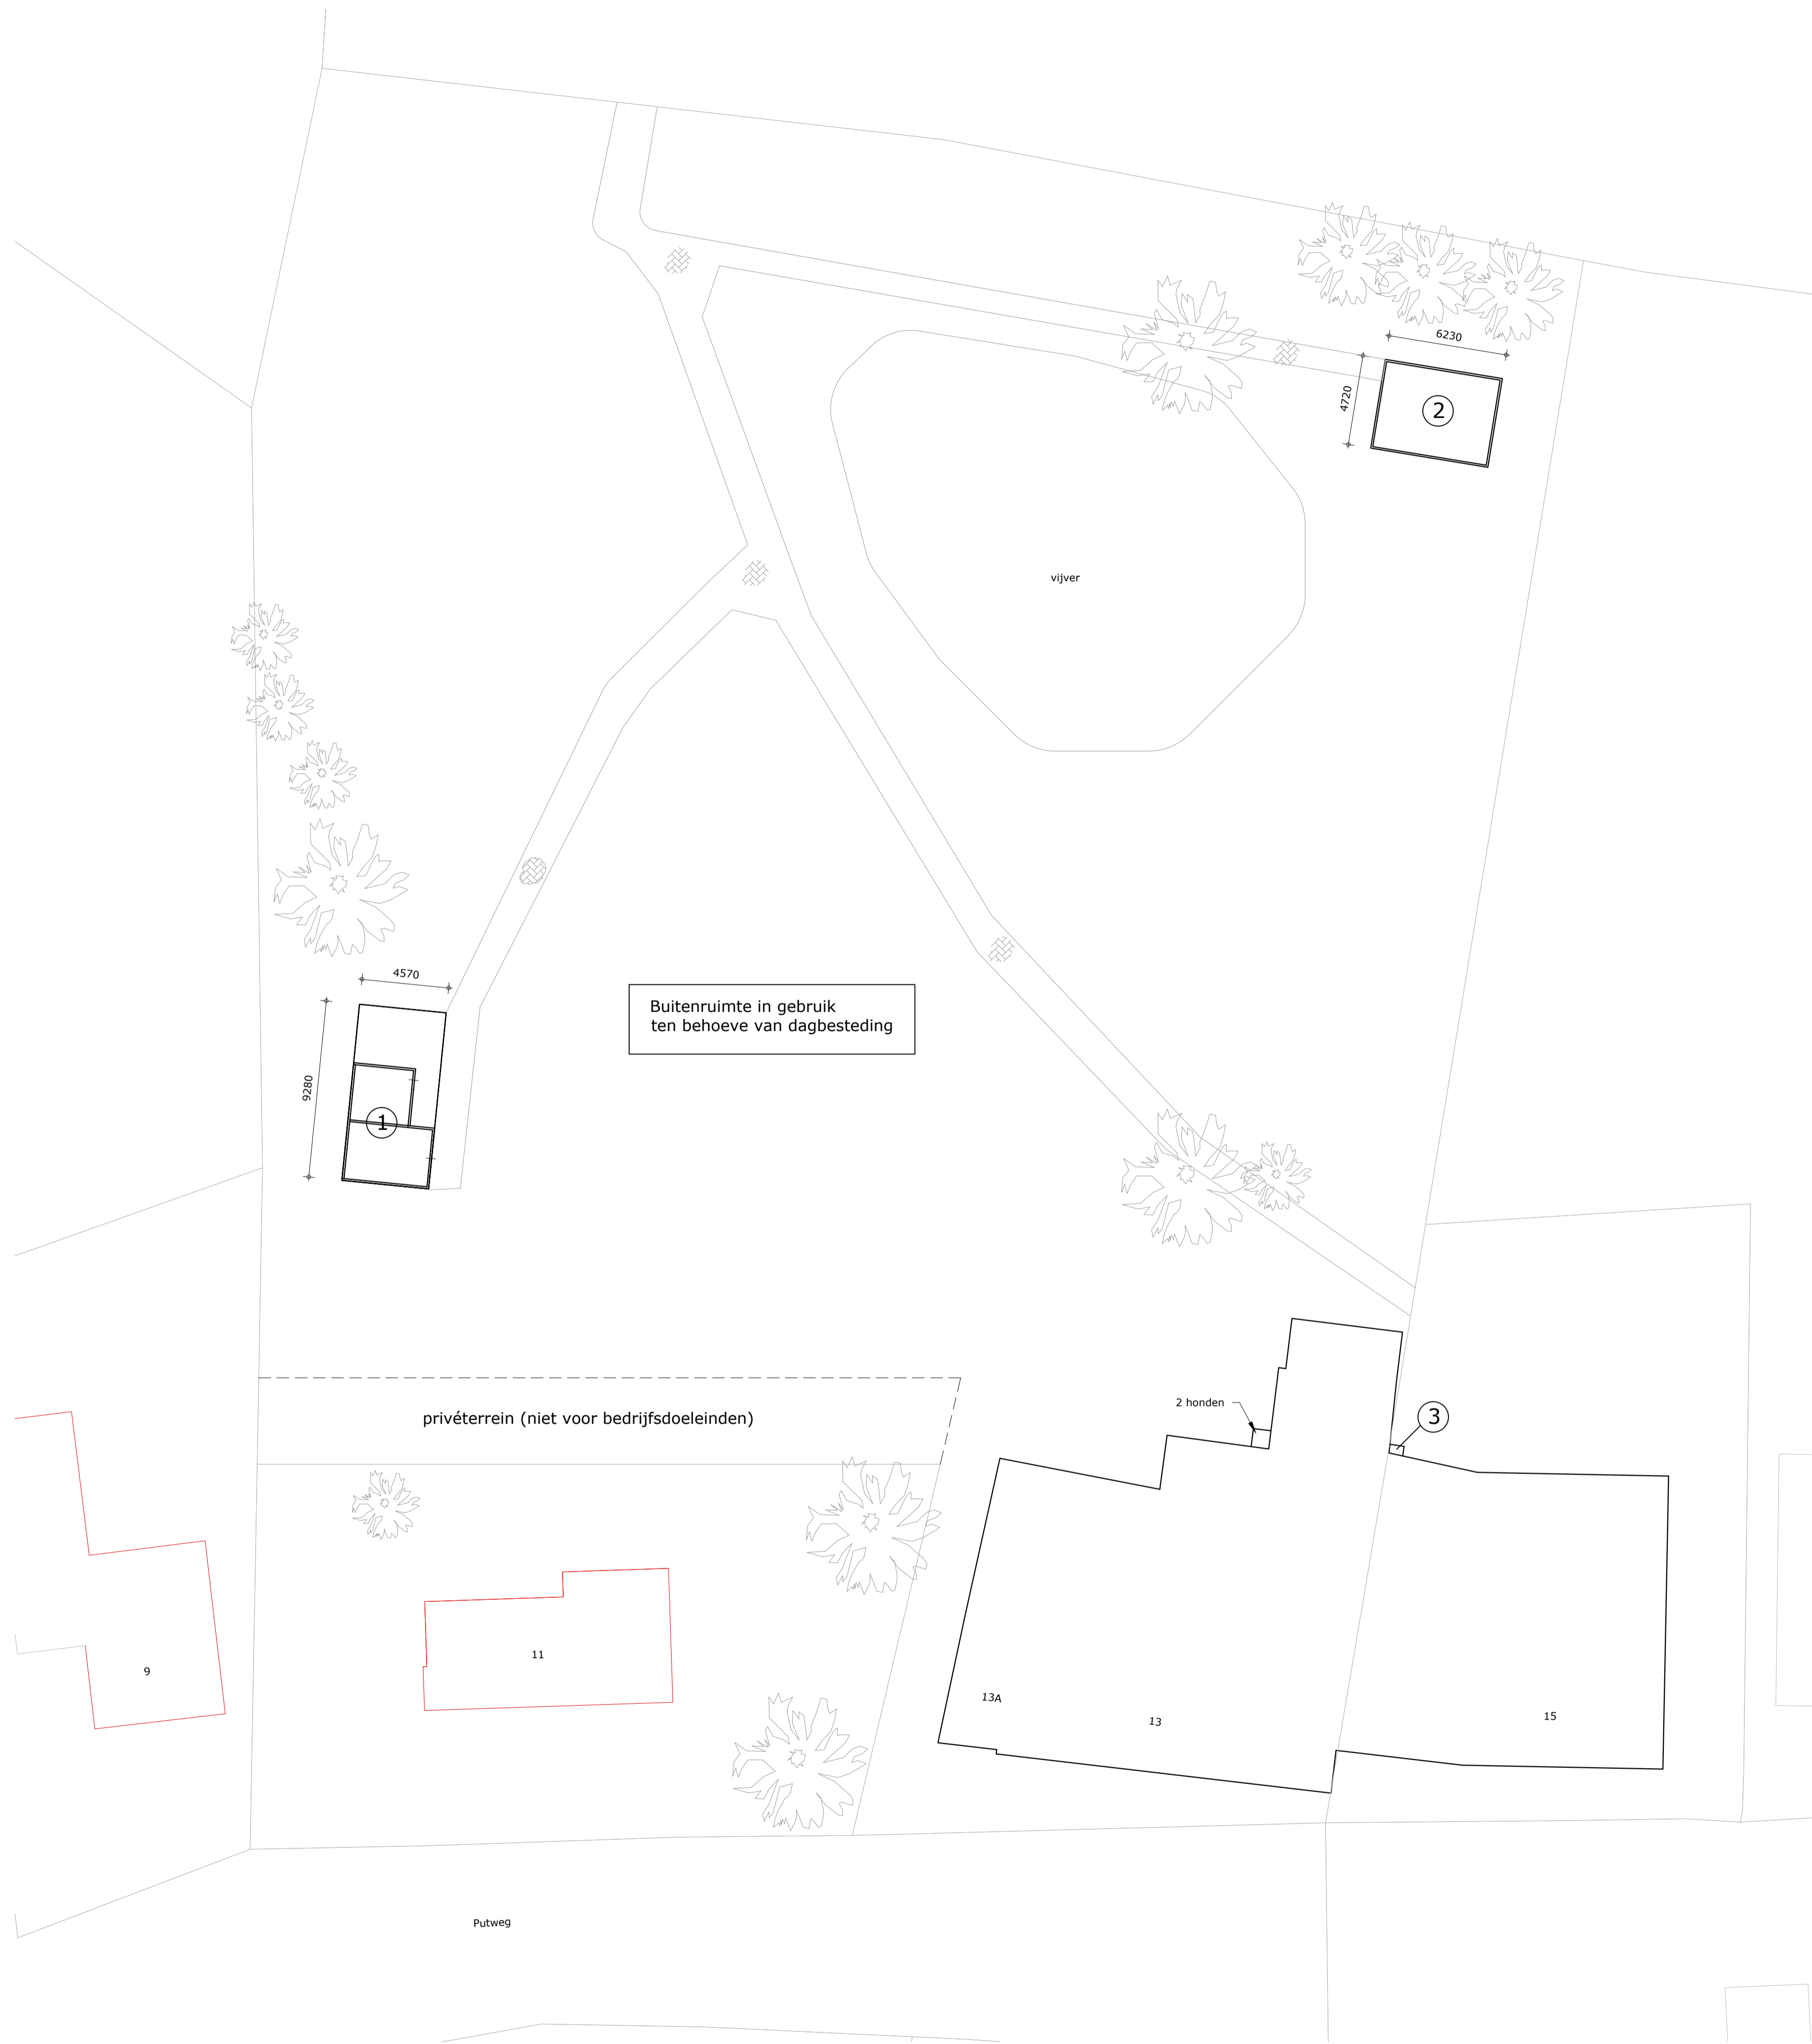 6230
4720
2
vijver
4570
9280
1
Buitenruimte in gebruik
ten behoeve van dagbesteding
privéterrein (niet voor bedrijfsdoeleinden)
2 honden
3
9
11
13A
13
15
Putweg